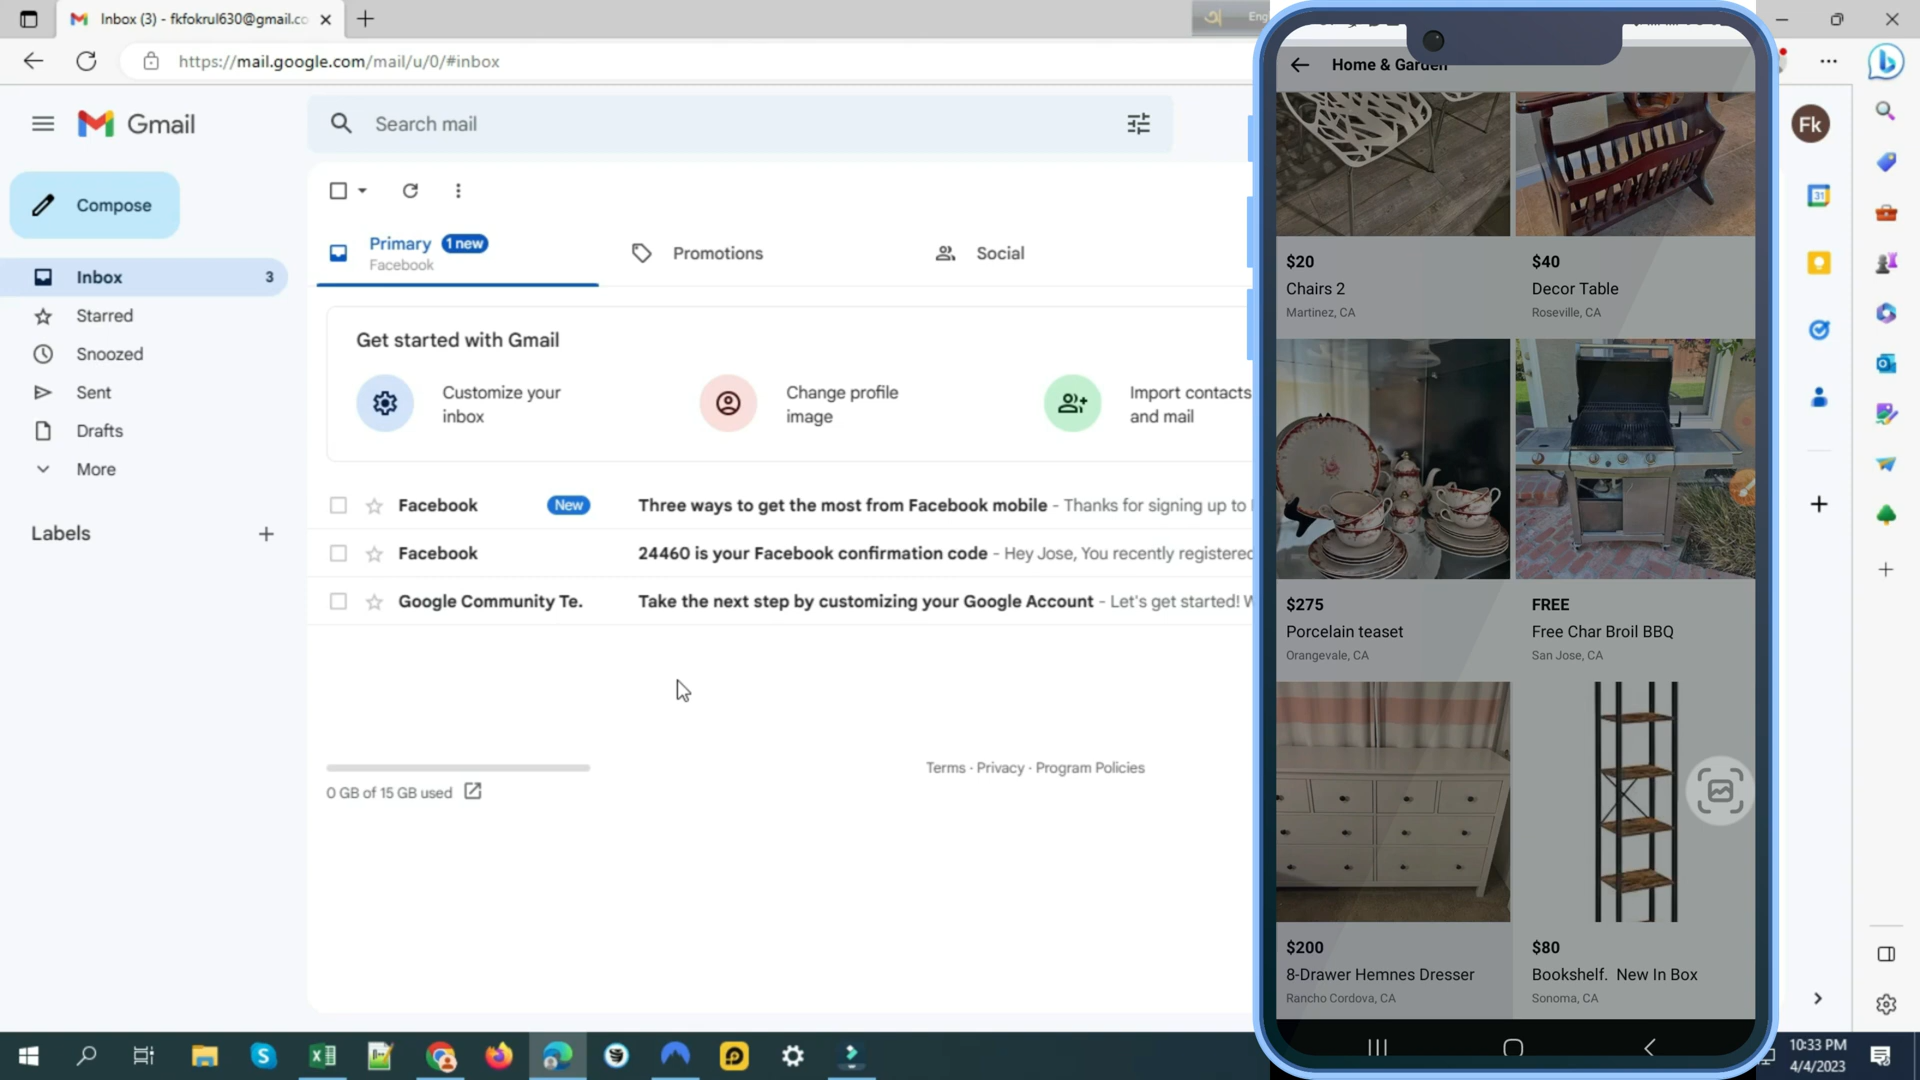 Inbox (3) - fkfokrul630@gmail.co
Eng
https://mail.google.com/mail/u/0/#inbox
Gmail
Search mail
Fk
Compose
Inbox 3
Starred
Snoozed
Sent
Drafts
More
Labels
Primary 1 new
Facebook
Promotions
Social
Get started with Gmail
Customize your
inbox
Change profile
image
Import contacts
and mail
Facebook New Three ways to get the most from Facebook mobile - Thanks for signing up to
Facebook 24460 is your Facebook confirmation code - Hey Jose, You recently registered
Google Community Te. Take the next step by customizing your Google Account - Let's get started! W
Terms · Privacy · Program Policies
0 GB of 15 GB used
Home & Garden
$20
Chairs 2
Martinez, CA
$40
Decor Table
Roseville, CA
$275
Porcelain teaset
Orangevale, CA
FREE
Free Char Broil BBQ
San Jose, CA
$200
8-Drawer Hemnes Dresser
Rancho Cordova, CA
$80
Bookshelf. New In Box
Sonoma, CA
31
10:33 PM
4/4/2023